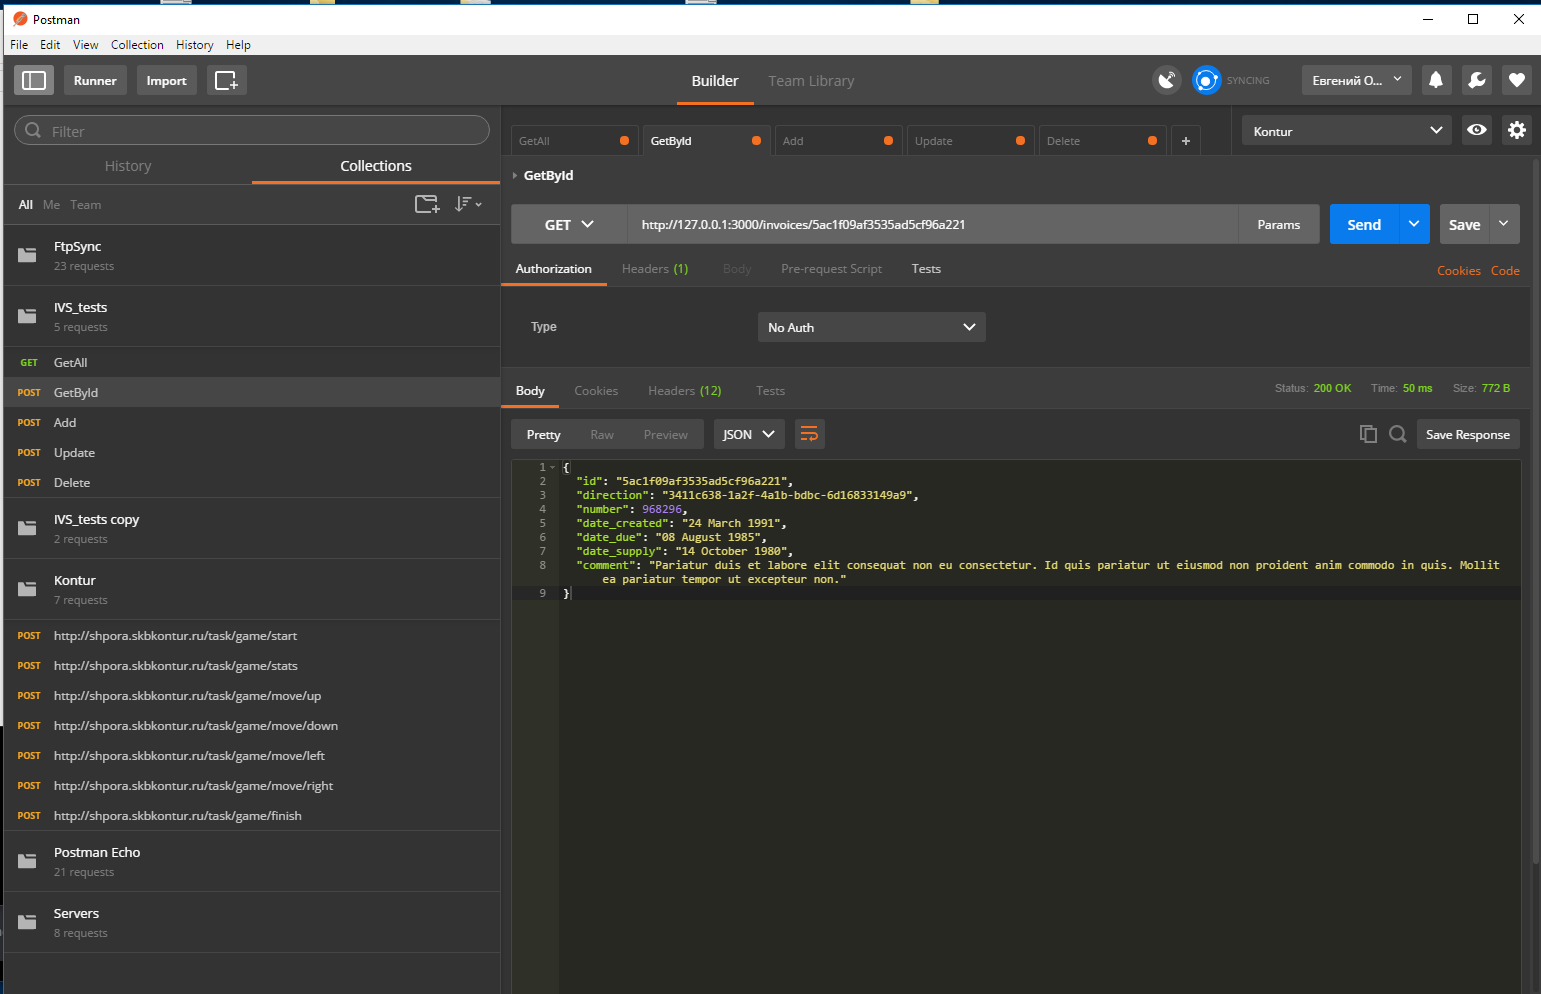 Postman
File Edit View Collection History Help
Runner Import Builder Team Library SYNCING Евгений О...
Filter
History Collections
All Me Team
FtpSync
23 requests
IVS_tests
5 requests
GET GetAll
POST GetById
POST Add
POST Update
POST Delete
IVS_tests copy
2 requests
Kontur
7 requests
POST http://shpora.skbkontur.ru/task/game/start
POST http://shpora.skbkontur.ru/task/game/stats
POST http://shpora.skbkontur.ru/task/game/move/up
POST http://shpora.skbkontur.ru/task/game/move/down
POST http://shpora.skbkontur.ru/task/game/move/left
POST http://shpora.skbkontur.ru/task/game/move/right
POST http://shpora.skbkontur.ru/task/game/finish
Postman Echo
21 requests
Servers
8 requests
GetAll GetById Add Update Delete + Kontur
GetById
GET http://127.0.0.1:3000/invoices/5ac1f09af3535ad5cf96a221 Params Send Save
Authorization Headers (1) Body Pre-request Script Tests Cookies Code
Type No Auth
Body Cookies Headers (12) Tests Status: 200 OK Time: 50 ms Size: 772 B
Pretty Raw Preview JSON Save Response
1 {
2 "id": "5ac1f09af3535ad5cf96a221",
3 "direction": "3411c638-1a2f-4a1b-bdbc-6d16833149a9",
4 "number": 968296,
5 "date_created": "24 March 1991",
6 "date_due": "08 August 1985",
7 "date_supply": "14 October 1980",
8 "comment": "Pariatur duis et labore elit consequat non eu consectetur. Id quis pariatur ut eiusmod non proident anim commodo in quis. Mollit
ea pariatur tempor ut excepteur non."
9 }